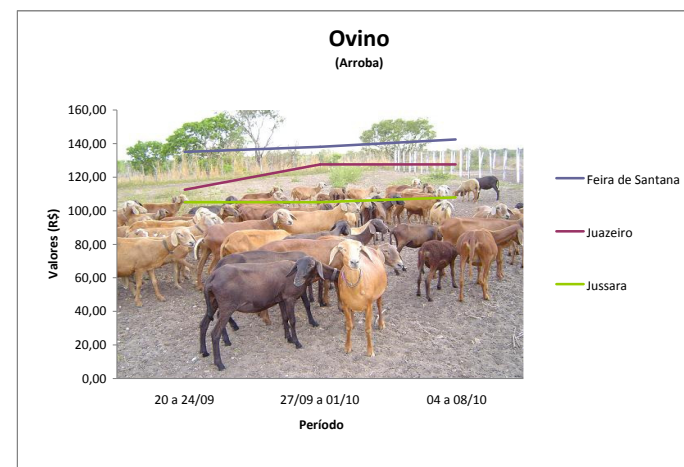 Ovino
(Arroba)
160,00
140,00
120,00
100,00
80,00
60,00
40,00
20,00
0,00
Valores (R$)
20 a 24/09
27/09 a 01/10
04 a 08/10
Período
Feira de Santana
Juazeiro
Jussara